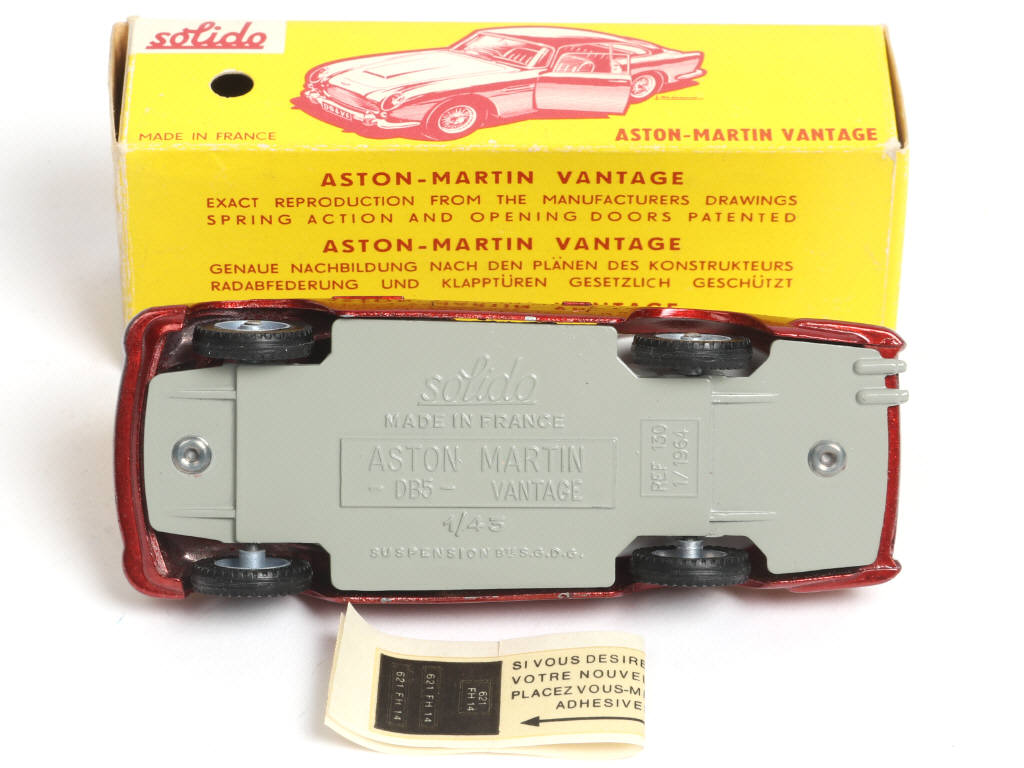 solido
MADE IN FRANCE
ASTON-MARTIN VANTAGE
ASTON-MARTIN VANTAGE
EXACT REPRODUCTION FROM THE MANUFACTURERS DRAWINGS
SPRING ACTION AND OPENING DOORS PATENTED
ASTON-MARTIN VANTAGE
GENAUE NACHBILDUNG NACH DEN PLÄNEN DES KONSTRUKTEURS
RADABFEDERUNG UND KLAPPTÜREN GESETZLICH GESCHÜTZT
VANTAGE
solido
MADE IN FRANCE
ASTON MARTIN
- DB5 - VANTAGE
REF 130
1/1964
1/43
SUSPENSION Bté S.G.D.G.
621 FH 14
621 FH 14
621
FH 14
SI VOUS DESIRE
VOTRE NOUVE
PLACEZ VOUS-M
ADHESIVE